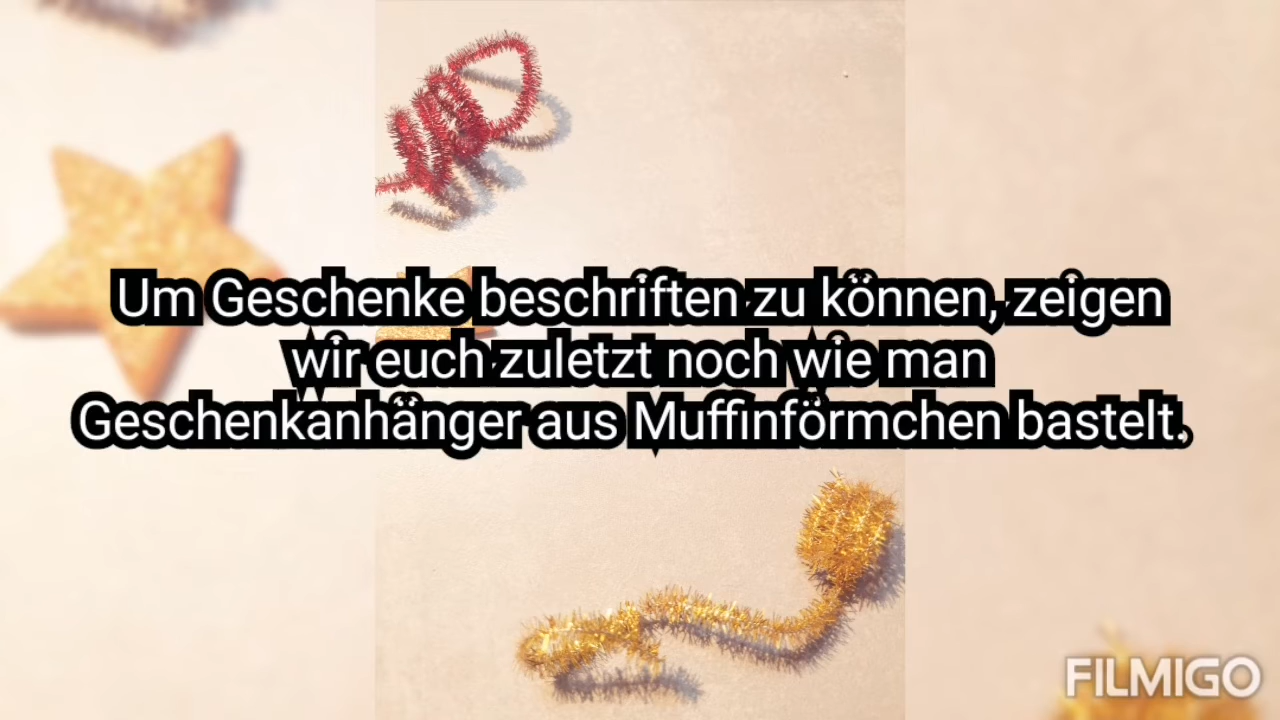 Um Geschenke beschriften zu können, zeigen
wir euch zuletzt noch wie man
Geschenkanhänger aus Muffinförmchen bastelt.
FILMIGO